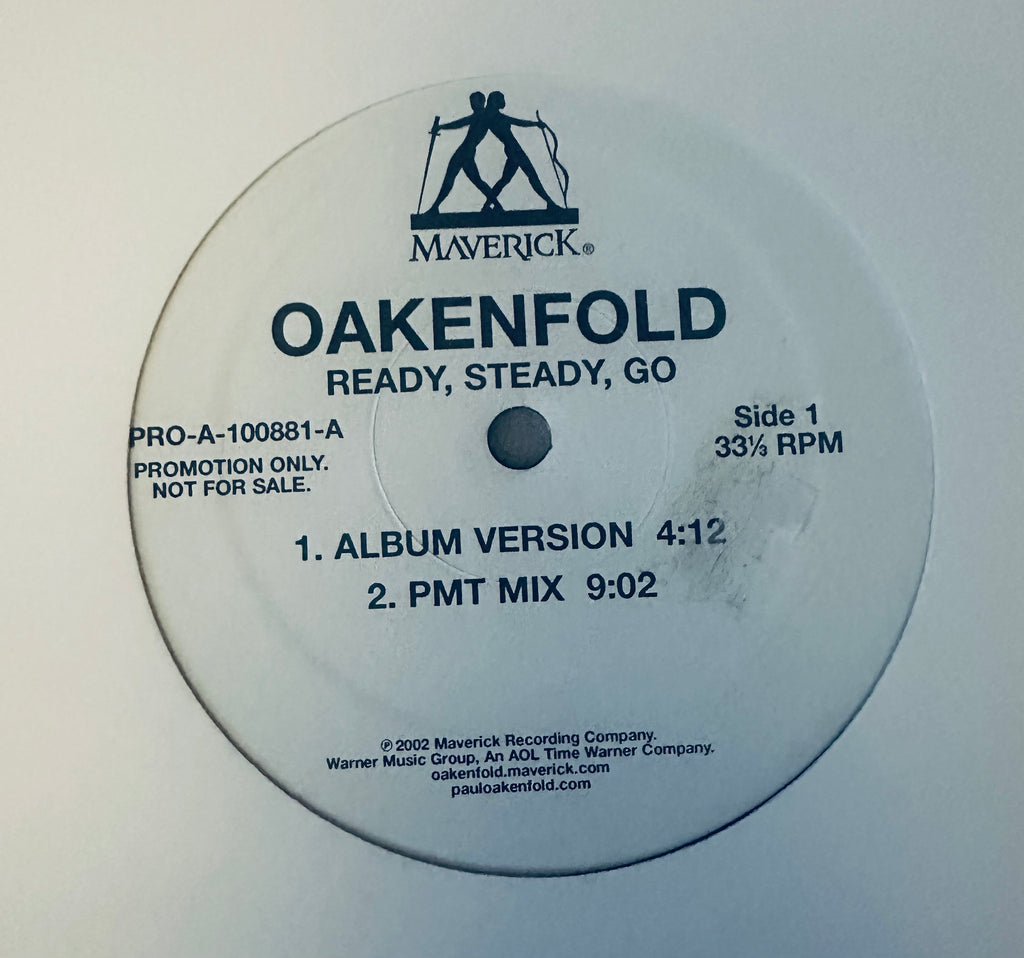 MAVERICK®
OAKENFOLD
READY, STEADY, GO
PRO-A-100881-A
PROMOTION ONLY.
NOT FOR SALE.
Side 1
33⅓ RPM
1. ALBUM VERSION 4:12
2. PMT MIX 9:02
℗ 2002 Maverick Recording Company.
Warner Music Group, An AOL Time Warner Company.
oakenfold.maverick.com
pauloakenfold.com